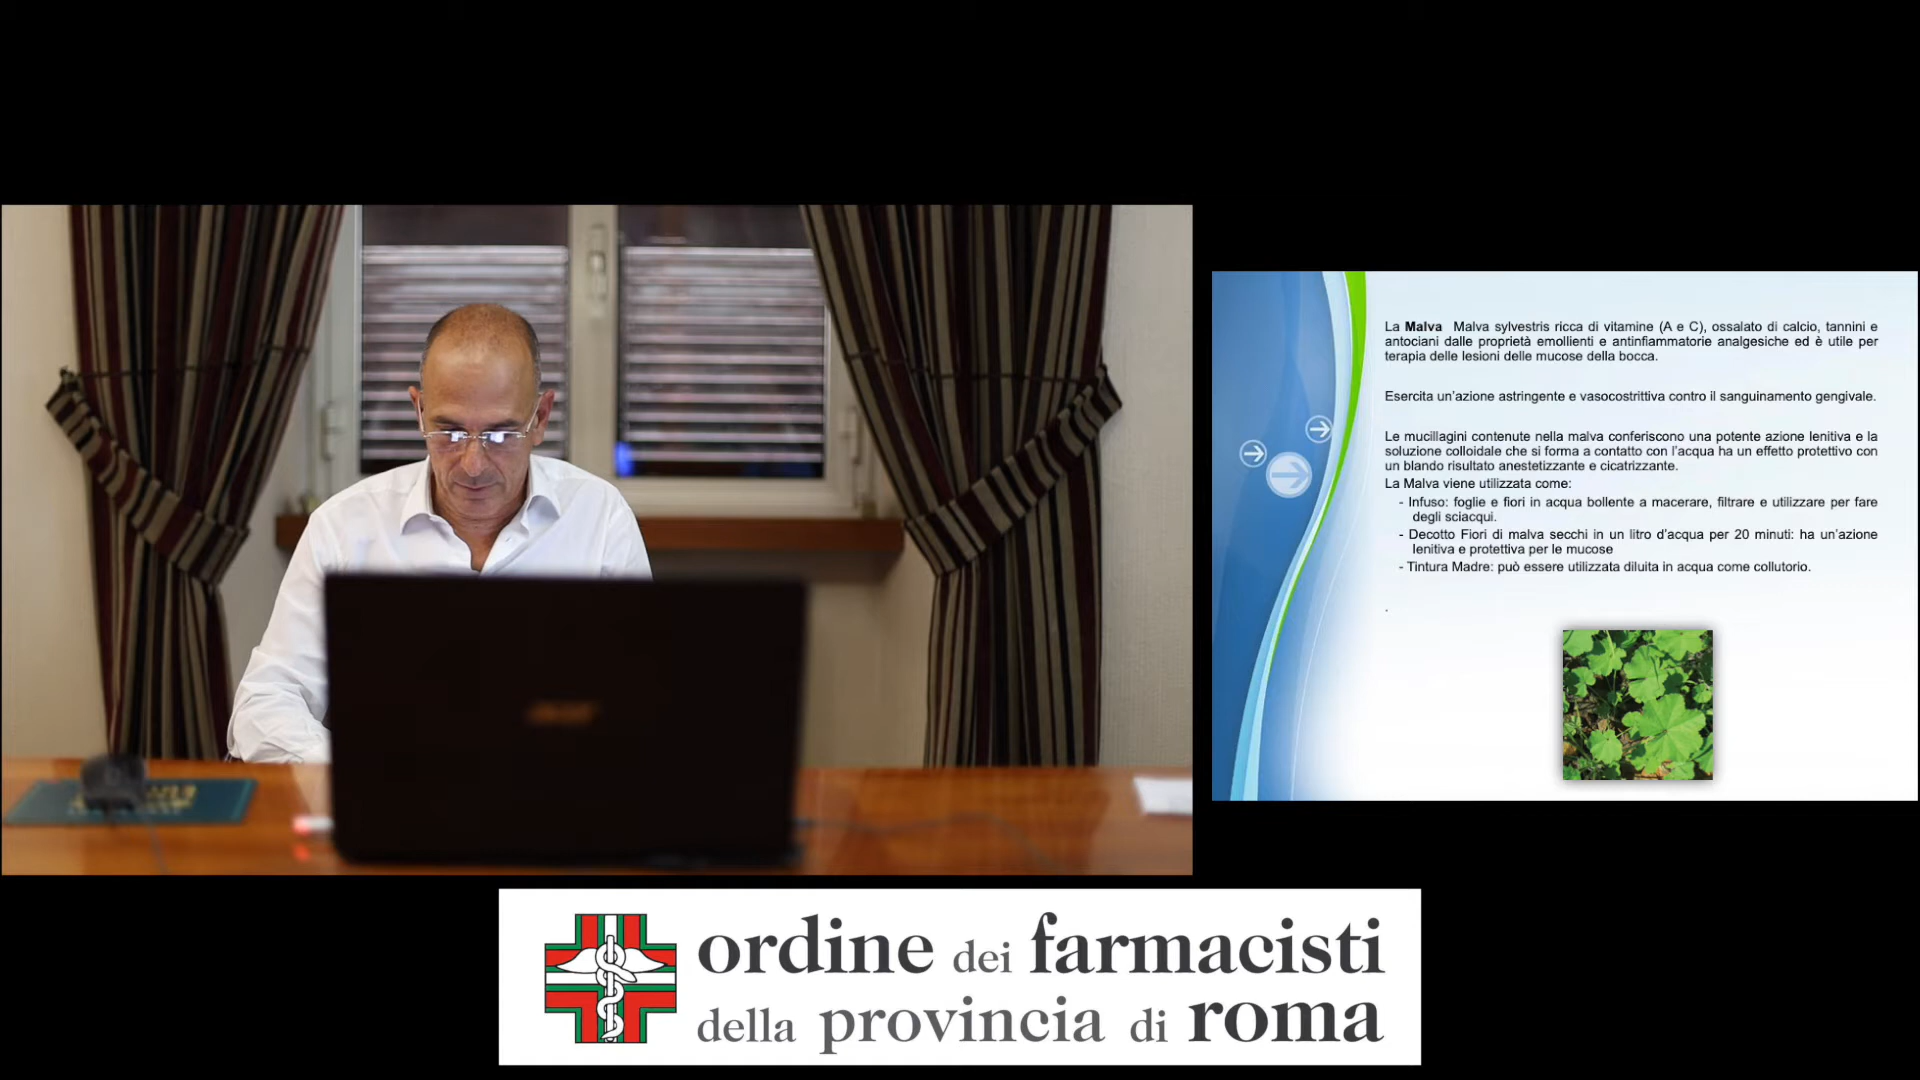 La Malva Malva sylvestris ricca di vitamine (A e C), ossalato di calcio, tannini e
antociani dalle proprietà emollienti e antinfiammatorie analgesiche ed è utile per
terapia delle lesioni delle mucose della bocca.
Esercita un’azione astringente e vasocostrittiva contro il sanguinamento gengivale.
Le mucillagini contenute nella malva conferiscono una potente azione lenitiva e la
soluzione colloidale che si forma a contatto con l’acqua ha un effetto protettivo con
un blando risultato anestetizzante e cicatrizzante.
La Malva viene utilizzata come:
- Infuso: foglie e fiori in acqua bollente a macerare, filtrare e utilizzare per fare
degli sciacqui.
- Decotto Fiori di malva secchi in un litro d’acqua per 20 minuti: ha un’azione
lenitiva e protettiva per le mucose
- Tintura Madre: può essere utilizzata diluita in acqua come collutorio.
.
ordine dei farmacisti
della provincia di roma